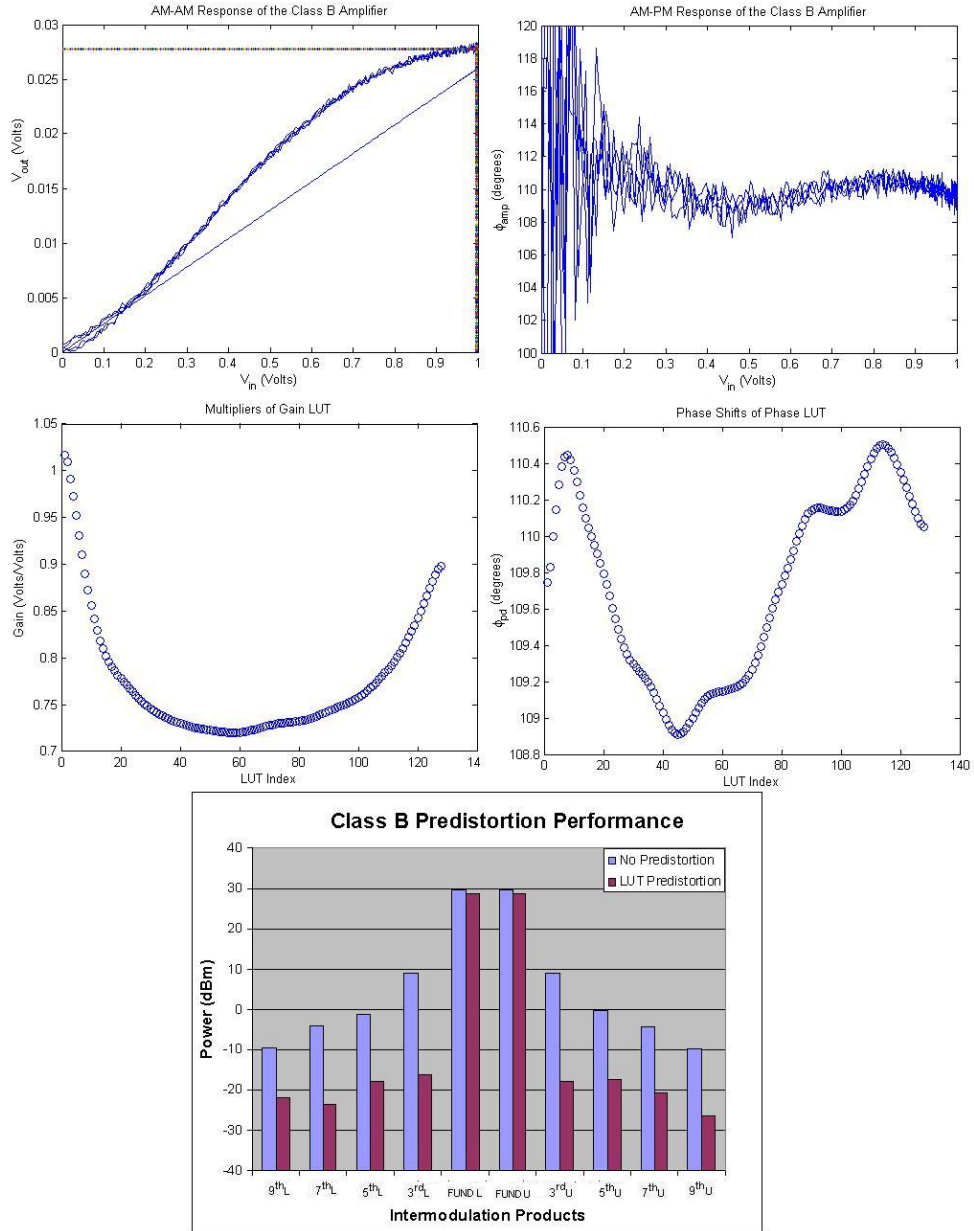 AM-AM Response of the Class B Amplifier
0.03
0.025
0.02
0.015
0.01
0.005
0
V_out (Volts)
0 0.1 0.2 0.3 0.4 0.5 0.6 0.7 0.8 0.9 1
V_in (Volts)
AM-PM Response of the Class B Amplifier
120
118
116
114
112
110
108
106
104
102
100
ϕ_amp (degrees)
0 0.1 0.2 0.3 0.4 0.5 0.6 0.7 0.8 0.9 1
V_in (Volts)
Multipliers of Gain LUT
1.05
1
0.95
0.9
0.85
0.8
0.75
0.7
Gain (Volts/Volts)
0 20 40 60 80 100 120 140
LUT Index
Phase Shifts of Phase LUT
110.6
110.4
110.2
110
109.8
109.6
109.4
109.2
109
108.8
ϕ_pd (degrees)
0 20 40 60 80 100 120 140
LUT Index
Class B Predistortion Performance
No Predistortion
LUT Predistortion
40
30
20
10
0
-10
-20
-30
-40
Power (dBm)
9th L 7th L 5th L 3rd L FUND L FUND U 3rd U 5th U 7th U 9th U
Intermodulation Products